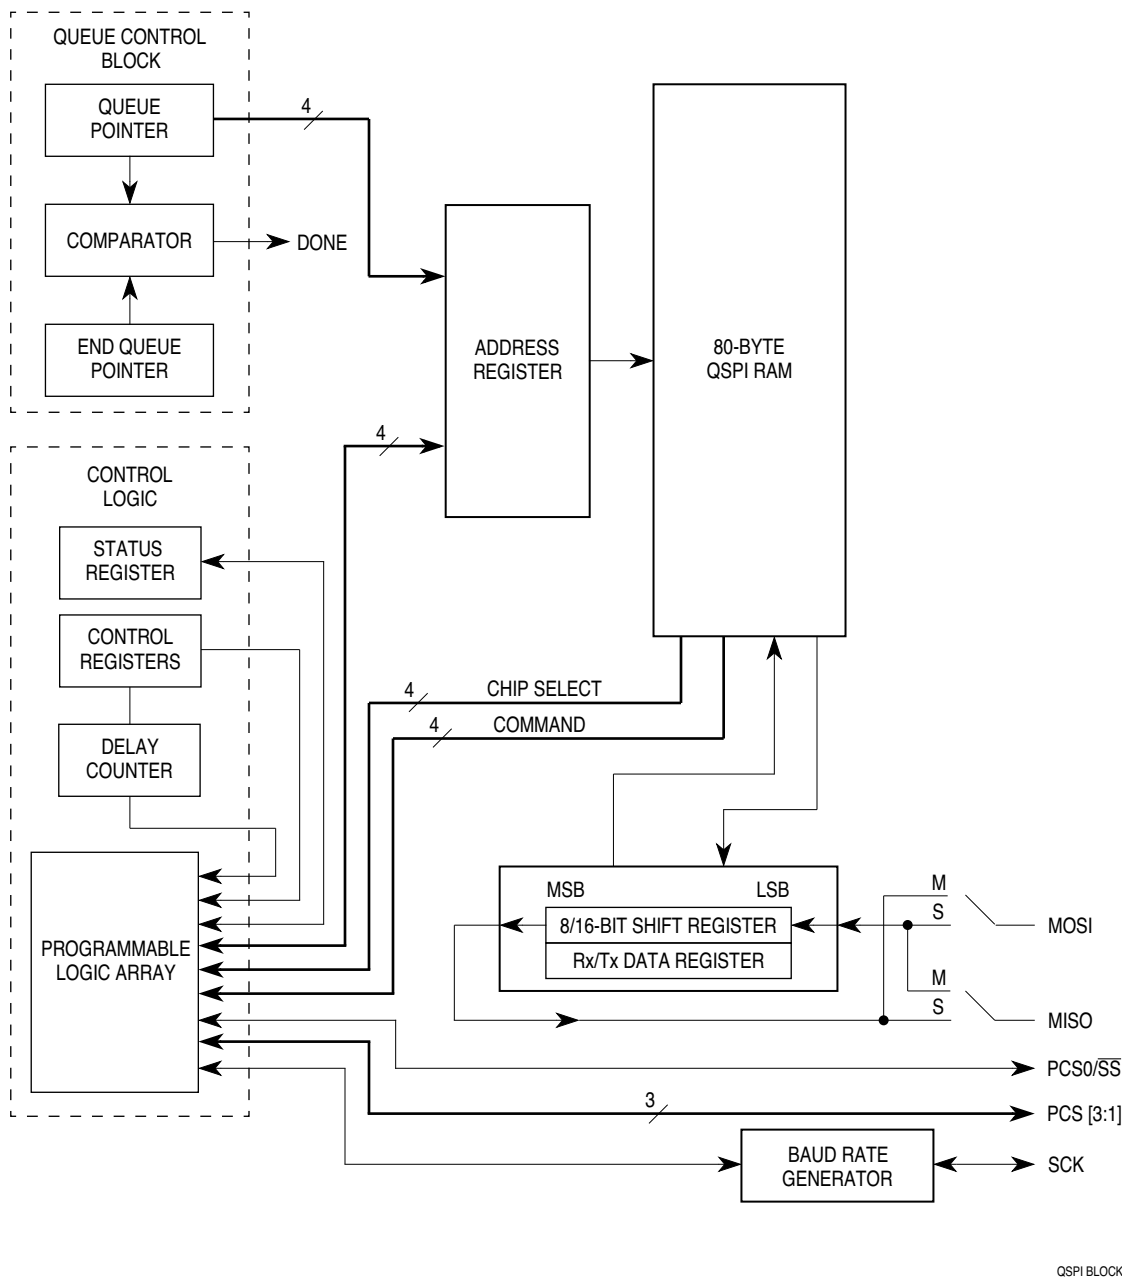 QUEUE CONTROL
BLOCK
QUEUE
POINTER
4
COMPARATOR
DONE
END QUEUE
POINTER
ADDRESS
REGISTER
80-BYTE
QSPI RAM
4
CONTROL
LOGIC
STATUS
REGISTER
CONTROL
REGISTERS
DELAY
COUNTER
4
CHIP SELECT
4
COMMAND
PROGRAMMABLE
LOGIC ARRAY
MSB
LSB
8/16-BIT SHIFT REGISTER
Rx/Tx DATA REGISTER
M
S
MOSI
M
S
MISO
PCS0/S̅S̅
3
PCS [3:1]
BAUD RATE
GENERATOR
SCK
QSPI BLOCK